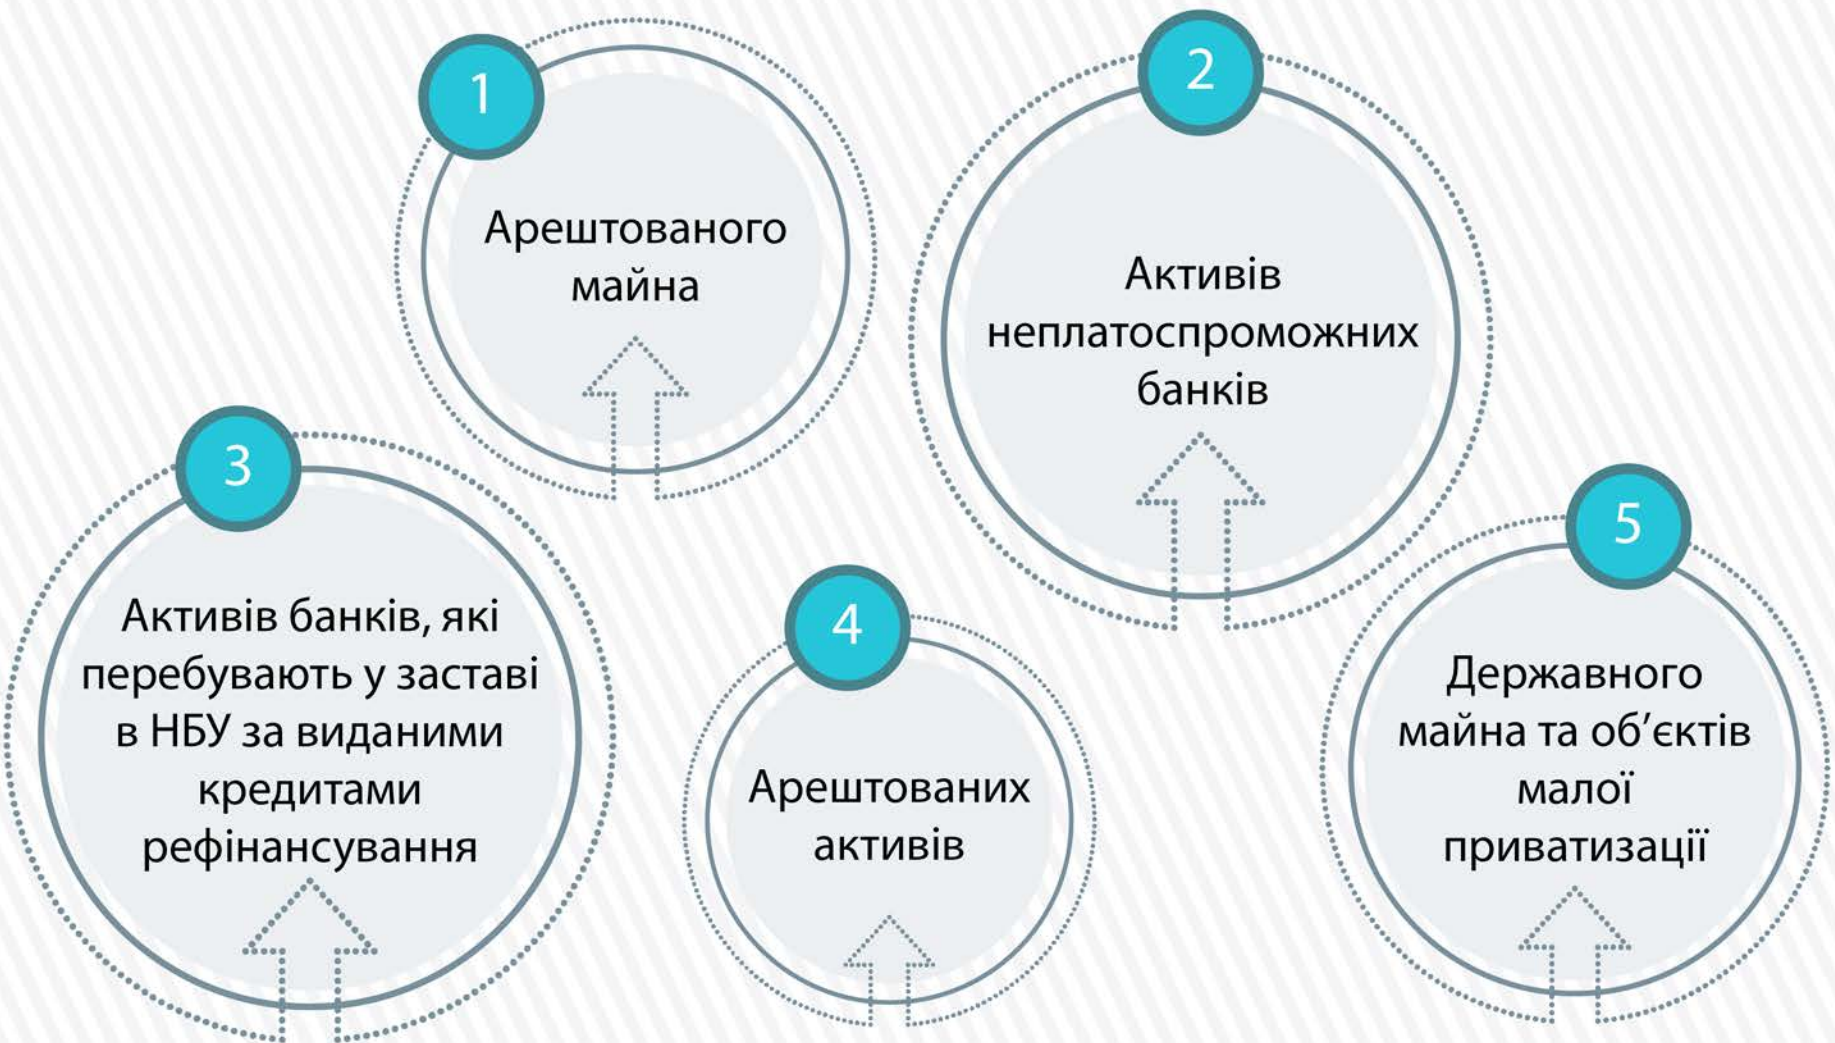 1
Арештованого
майна
2
Активів
неплатоспроможних
банків
3
Активів банків, які
перебувають у заставі
в НБУ за виданими
кредитами
рефінансування
4
Арештованих
активів
5
Державного
майна та об’єктів
малої
приватизації